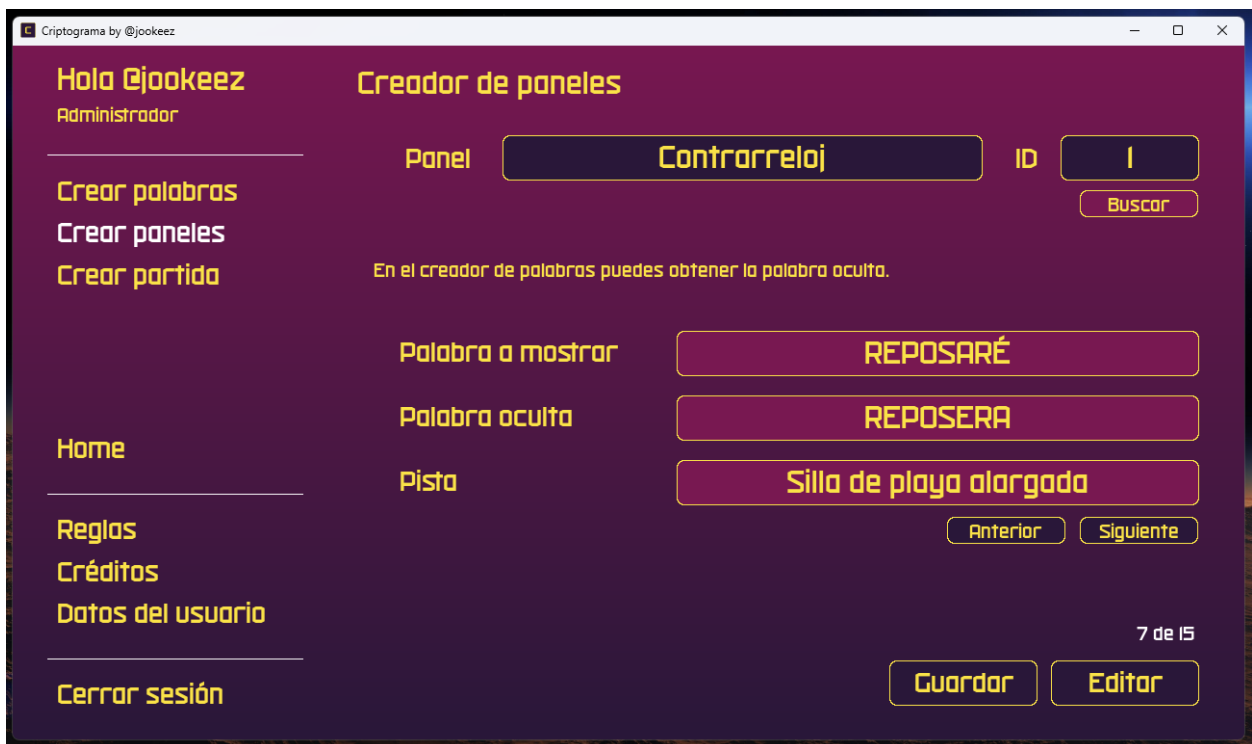 C Criptograma by @jookeez
Hola @jookeez
Administrador
Crear palabras
Crear paneles
Crear partida
Home
Reglas
Créditos
Datos del usuario
Cerrar sesión
Creador de paneles
Panel Contrarreloj ID 1
Buscar
En el creador de palabras puedes obtener la palabra oculta.
Palabra a mostrar REPOSARÉ
Palabra oculta REPOSERA
Pista Silla de playa alargada
Anterior Siguiente
7 de 15
Guardar Editar